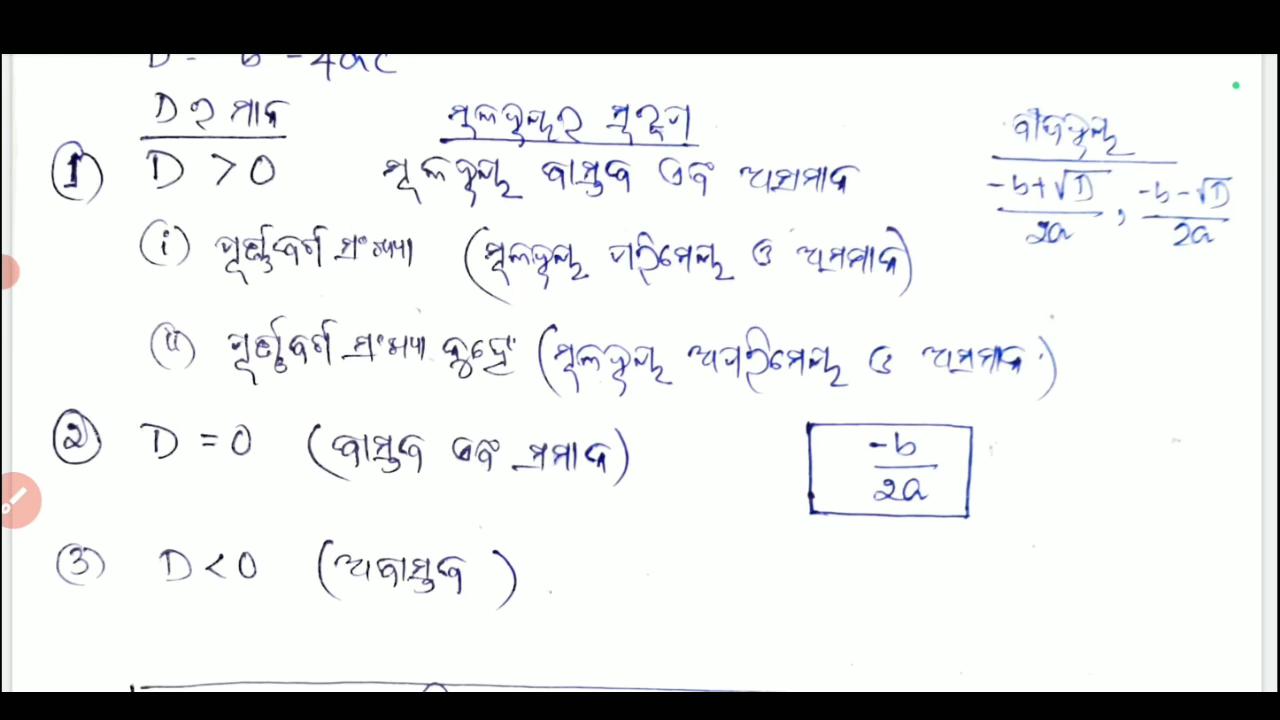 D = b² - 4ac
D ର ମାନ ମୂଳଦ୍ୱୟର ପ୍ରକୃତି ବୀଜଦ୍ୱୟ
① D > 0 ମୂଳଦ୍ୱୟ ବାସ୍ତବ ଏବଂ ଅସମାନ -b+√D/2a , -b-√D/2a
(i) ପୂର୍ଣ୍ଣବର୍ଗ ସଂଖ୍ୟା (ମୂଳଦ୍ୱୟ ପରିମେୟ ଓ ଅସମାନ)
(ii) ପୂର୍ଣ୍ଣବର୍ଗ ସଂଖ୍ୟା ନୁହେଁ (ମୂଳଦ୍ୱୟ ଅପରିମେୟ ଓ ଅସମାନ)
② D = 0 (ବାସ୍ତବ ଏବଂ ସମାନ) -b/2a
③ D < 0 (ଅବାସ୍ତବ)